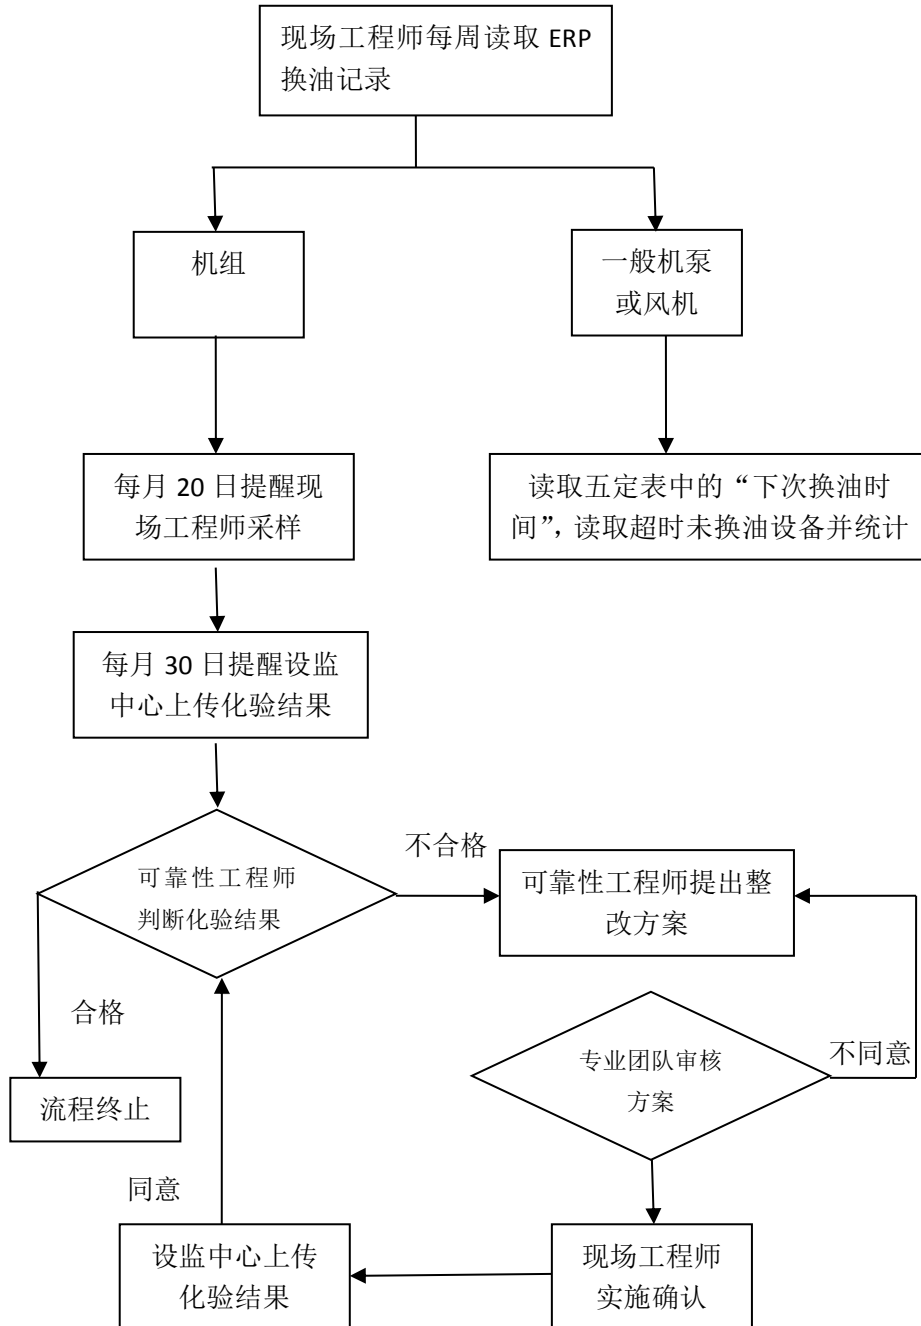 现场工程师每周读取 ERP
换油记录
机组
一般机泵
或风机
每月 20 日提醒现
场工程师采样
读取五定表中的“下次换油时
间”，读取超时未换油设备并统计
每月 30 日提醒设监
中心上传化验结果
可靠性工程师
判断化验结果
不合格
可靠性工程师提出整
改方案
合格
流程终止
专业团队审核
方案
不同意
同意
设监中心上传
化验结果
现场工程师
实施确认